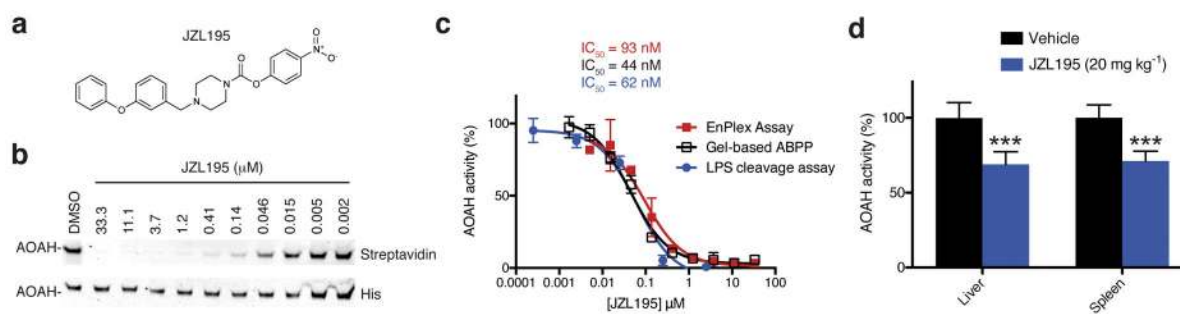 a
JZL195
O
N
O
N
O
N⁺
O
O⁻
b
JZL195 (μM)
DMSO
33.3
11.1
3.7
1.2
0.41
0.14
0.046
0.015
0.005
0.002
AOAH-
Streptavidin
AOAH-
His
c
IC50 = 93 nM
IC50 = 44 nM
IC50 = 62 nM
EnPlex Assay
Gel-based ABPP
LPS cleavage assay
AOAH activity (%)
100
50
0
0.0001
0.001
0.01
0.1
1
10
100
[JZL195] μM
d
Vehicle
JZL195 (20 mg kg⁻¹)
AOAH activity (%)
100
50
0
***
***
Liver
Spleen